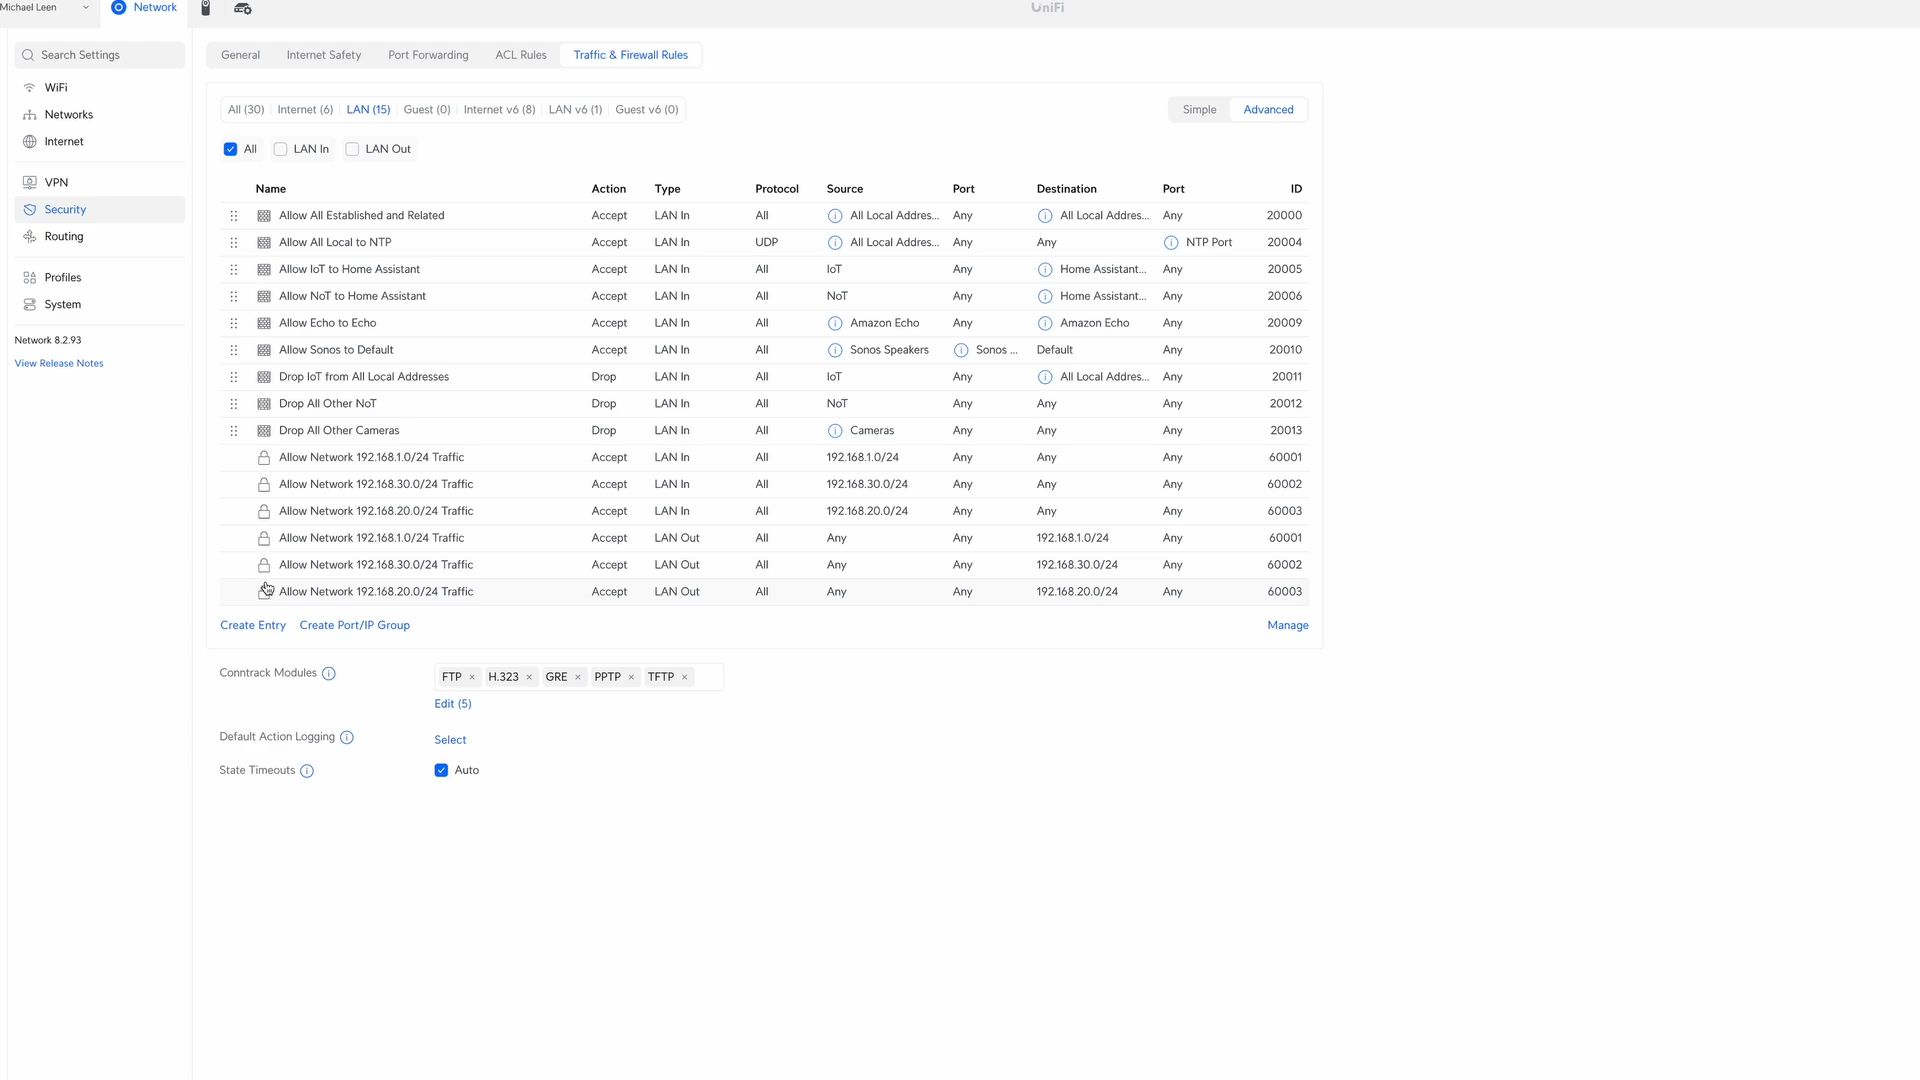 Michael Leen Network UniFi
Search Settings
WiFi
Networks
Internet
VPN
Security
Routing
Profiles
System
Network 8.2.93
View Release Notes
General Internet Safety Port Forwarding ACL Rules Traffic & Firewall Rules
All (30) Internet (6) LAN (15) Guest (0) Internet v6 (8) LAN v6 (1) Guest v6 (0) Simple Advanced
All LAN In LAN Out
Name Action Type Protocol Source Port Destination Port ID
Allow All Established and Related Accept LAN In All All Local Addres... Any All Local Addres... Any 20000
Allow All Local to NTP Accept LAN In UDP All Local Addres... Any Any NTP Port 20004
Allow IoT to Home Assistant Accept LAN In All IoT Any Home Assistant... Any 20005
Allow NoT to Home Assistant Accept LAN In All NoT Any Home Assistant... Any 20006
Allow Echo to Echo Accept LAN In All Amazon Echo Any Amazon Echo Any 20009
Allow Sonos to Default Accept LAN In All Sonos Speakers Sonos ... Default Any 20010
Drop IoT from All Local Addresses Drop LAN In All IoT Any All Local Addres... Any 20011
Drop All Other NoT Drop LAN In All NoT Any Any Any 20012
Drop All Other Cameras Drop LAN In All Cameras Any Any Any 20013
Allow Network 192.168.1.0/24 Traffic Accept LAN In All 192.168.1.0/24 Any Any Any 60001
Allow Network 192.168.30.0/24 Traffic Accept LAN In All 192.168.30.0/24 Any Any Any 60002
Allow Network 192.168.20.0/24 Traffic Accept LAN In All 192.168.20.0/24 Any Any Any 60003
Allow Network 192.168.1.0/24 Traffic Accept LAN Out All Any Any 192.168.1.0/24 Any 60001
Allow Network 192.168.30.0/24 Traffic Accept LAN Out All Any Any 192.168.30.0/24 Any 60002
Allow Network 192.168.20.0/24 Traffic Accept LAN Out All Any Any 192.168.20.0/24 Any 60003
Create Entry Create Port/IP Group Manage
Conntrack Modules FTP × H.323 × GRE × PPTP × TFTP ×
Edit (5)
Default Action Logging Select
State Timeouts Auto